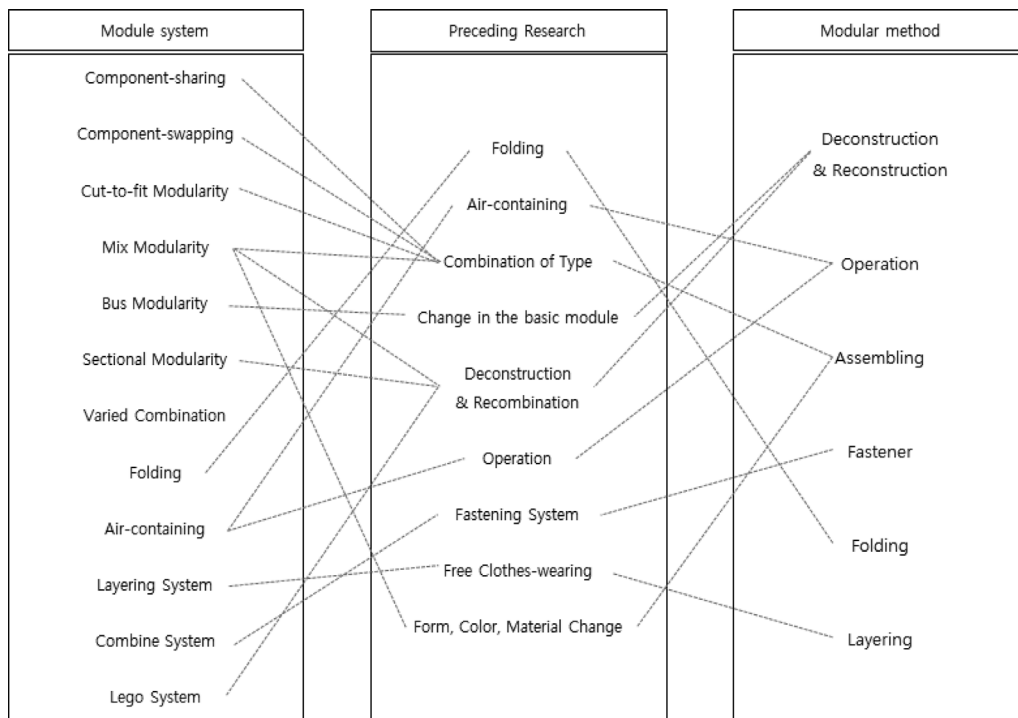 Module system
Component-sharing
Component-swapping
Cut-to-fit Modularity
Mix Modularity
Bus Modularity
Sectional Modularity
Varied Combination
Folding
Air-containing
Layering System
Combine System
Lego System
Preceding Research
Folding
Air-containing
Combination of Type
Change in the basic module
Deconstruction
& Recombination
Operation
Fastening System
Free Clothes-wearing
Form, Color, Material Change
Modular method
Deconstruction
& Reconstruction
Operation
Assembling
Fastener
Folding
Layering